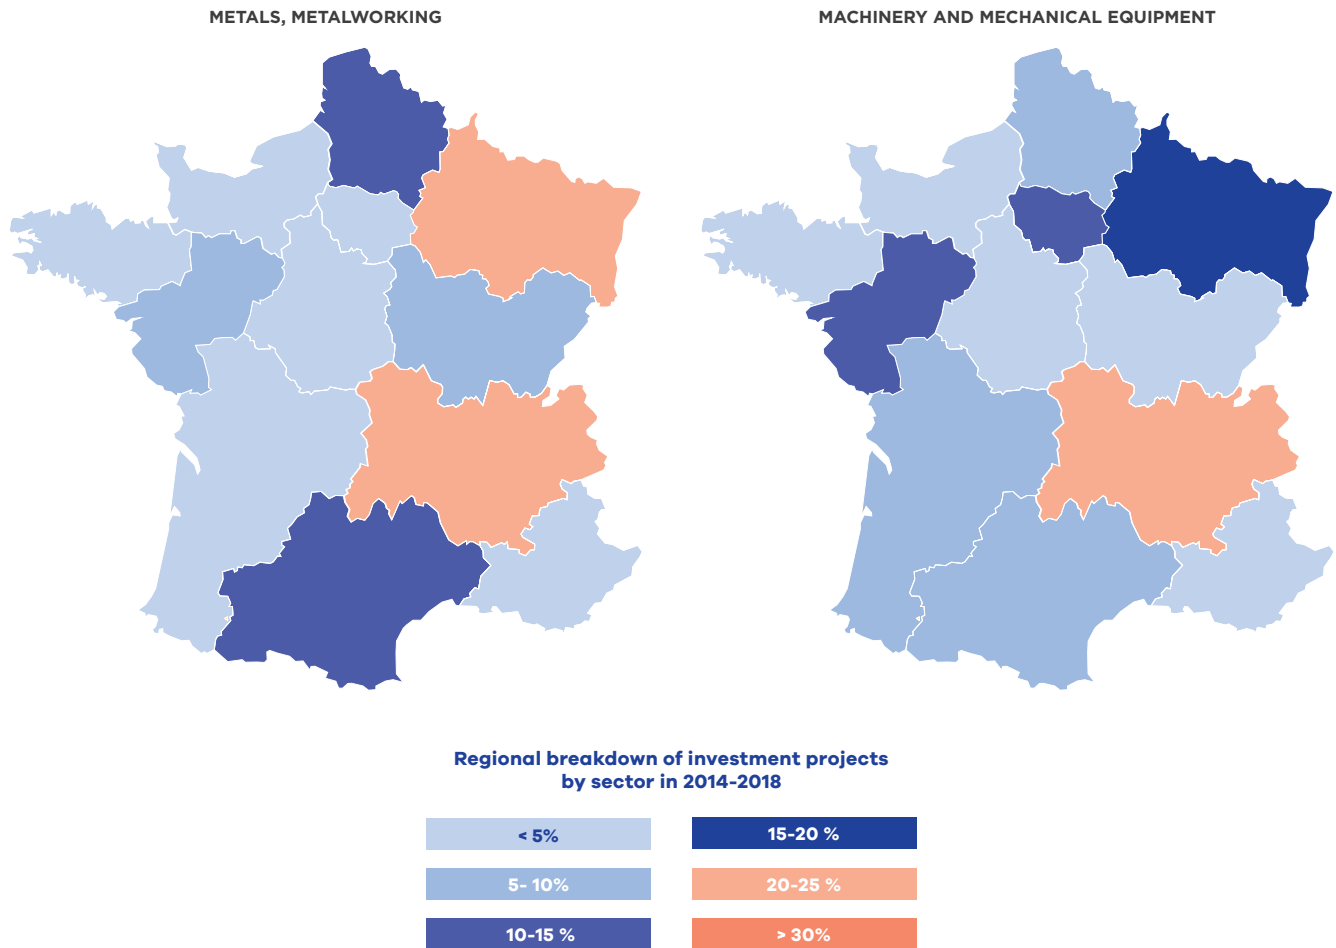 METALS, METALWORKING
MACHINERY AND MECHANICAL EQUIPMENT
Regional breakdown of investment projects
by sector in 2014-2018
< 5%
15-20 %
5- 10%
20-25 %
10-15 %
> 30%